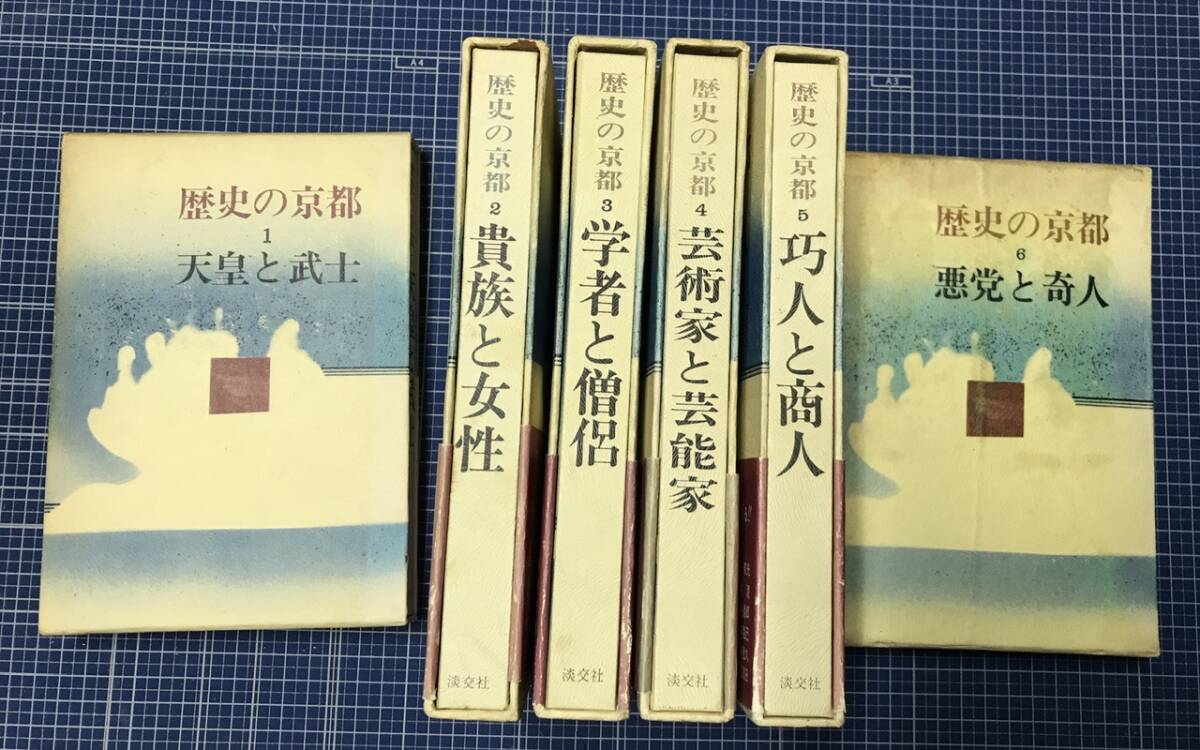 歴史の京都
1
天皇と武士
歴史の京都
2
貴族と女性
淡交社
歴史の京都
3
学者と僧侶
淡交社
歴史の京都
4
芸術家と芸能家
淡交社
歴史の京都
5
巧人と商人
淡交社
歴史の京都
6
悪党と奇人
A4
A3